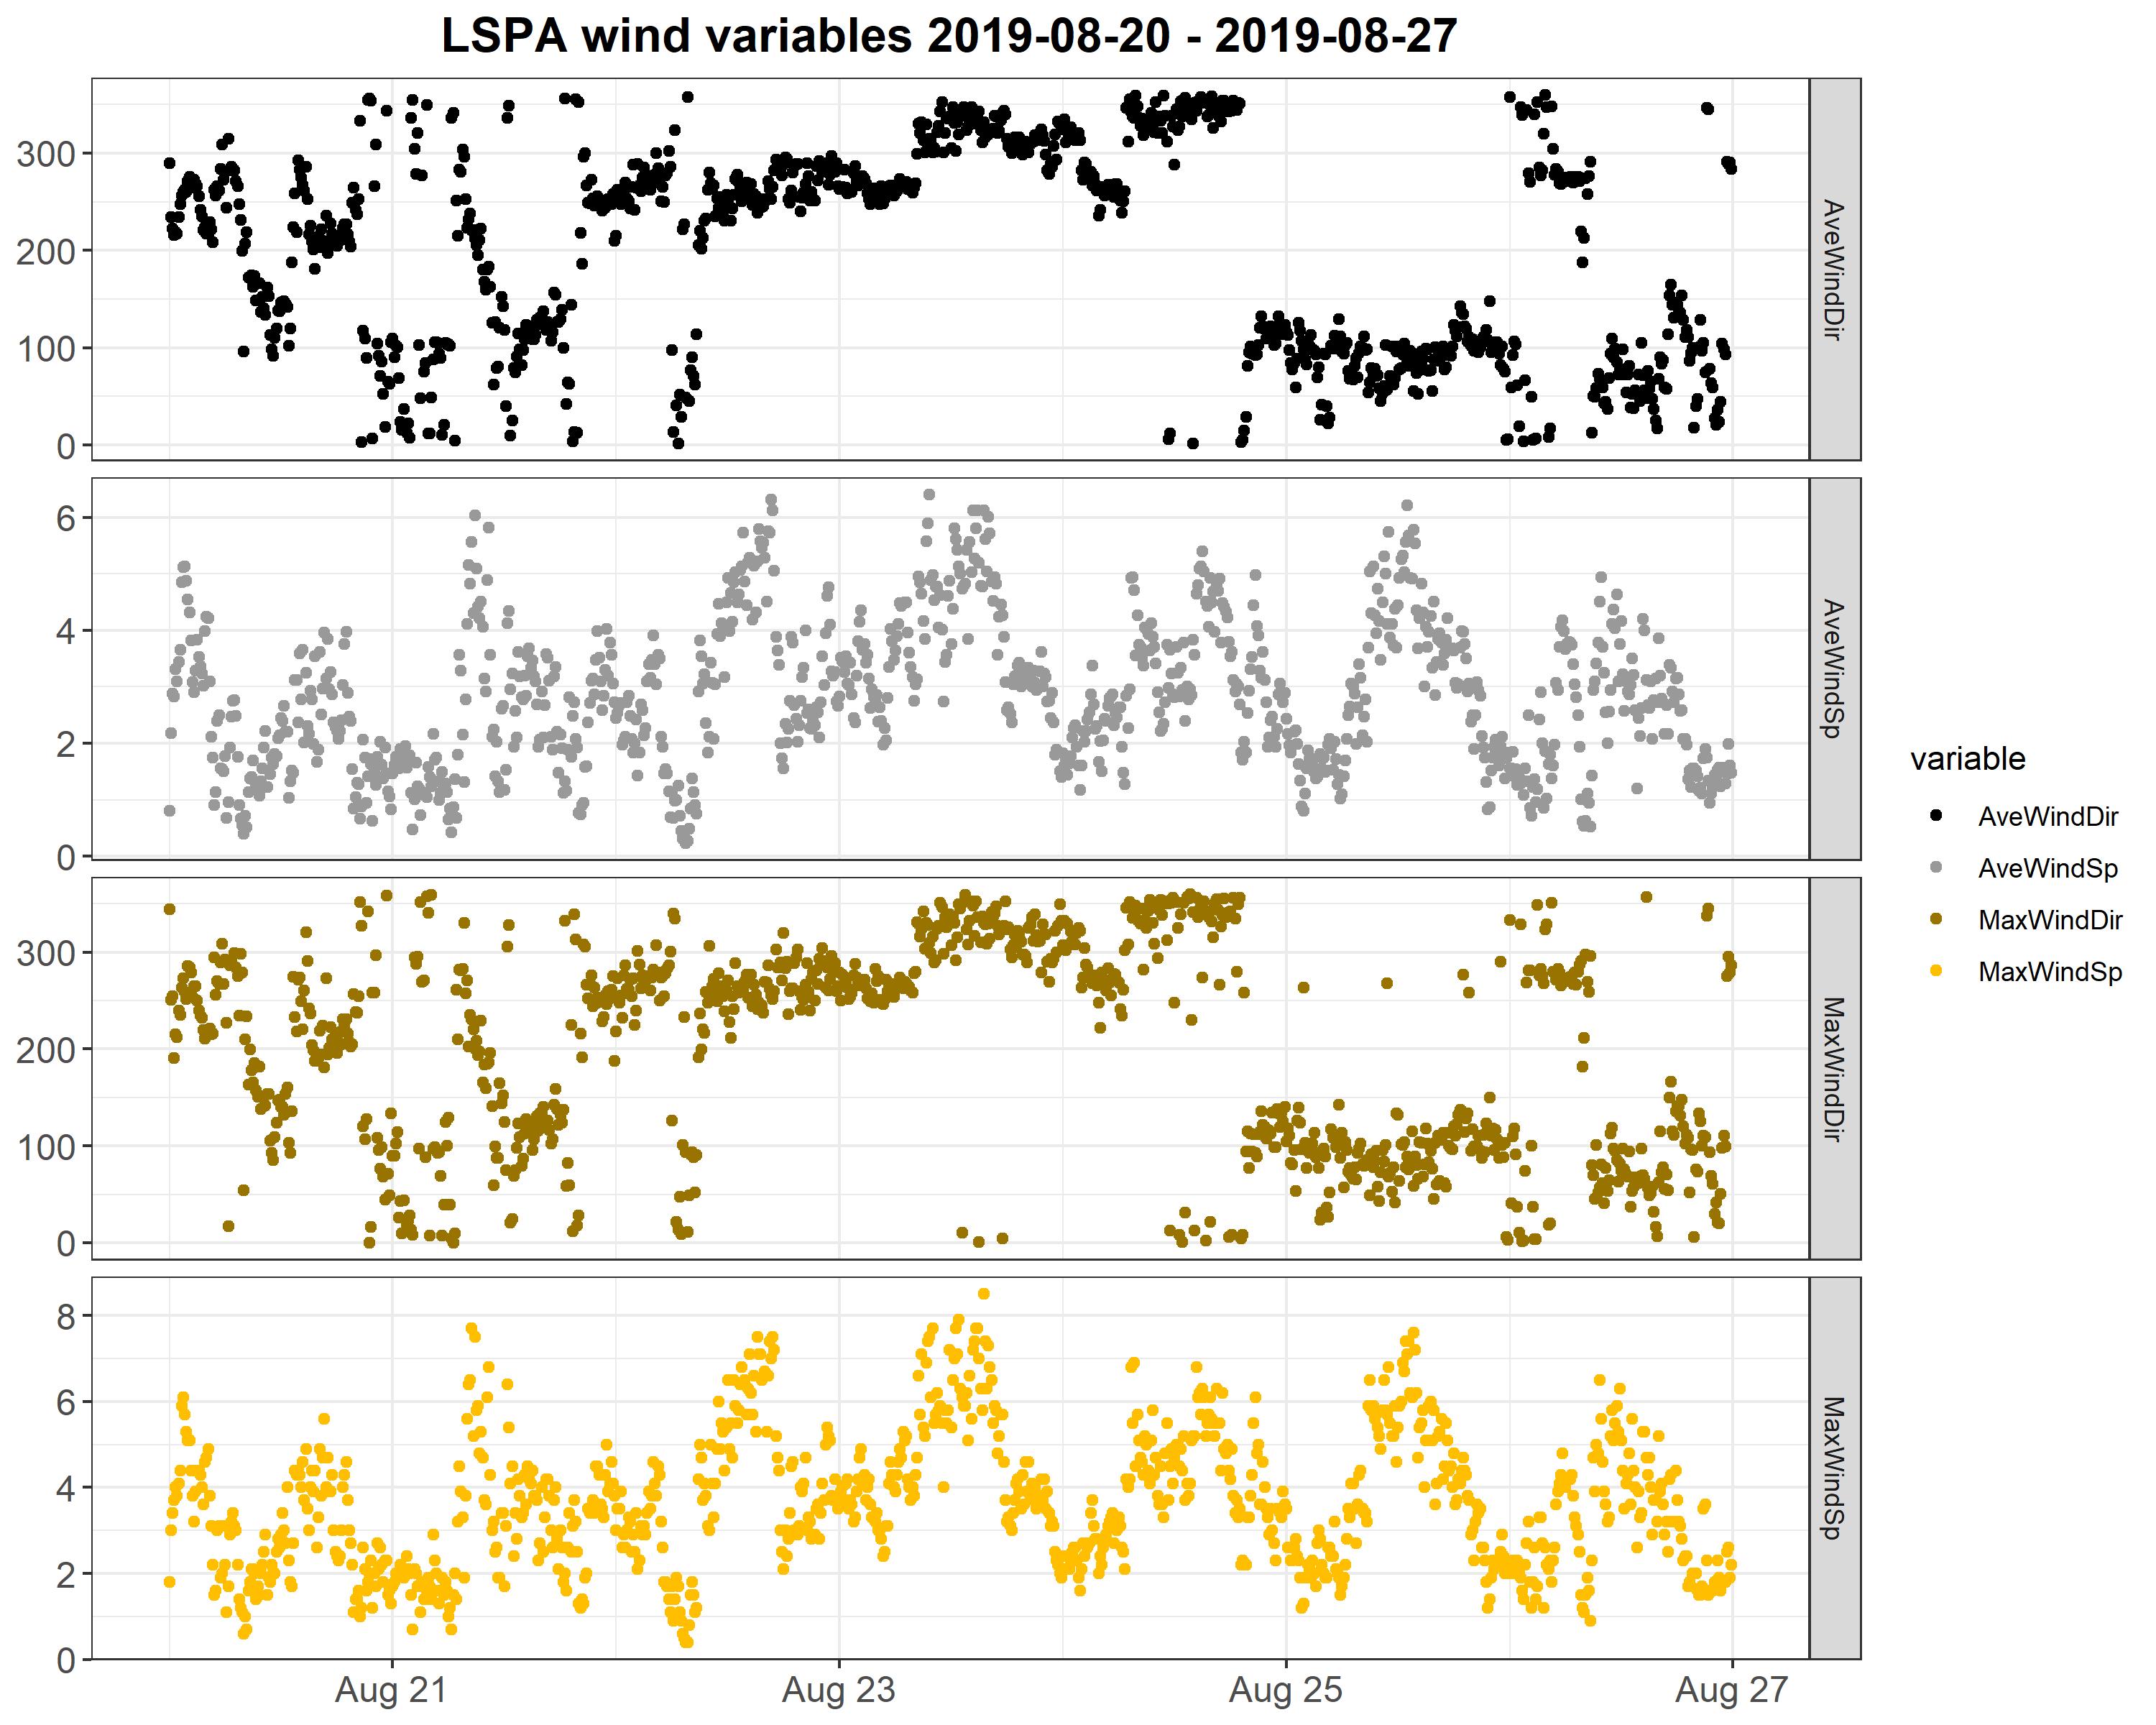 LSPA wind variables 2019-08-20 - 2019-08-27
300
200
100
0
AveWindDir
6
4
2
0
AveWindSp
300
200
100
0
MaxWindDir
8
6
4
2
0
MaxWindSp
Aug 21 Aug 23 Aug 25 Aug 27
variable
AveWindDir
AveWindSp
MaxWindDir
MaxWindSp